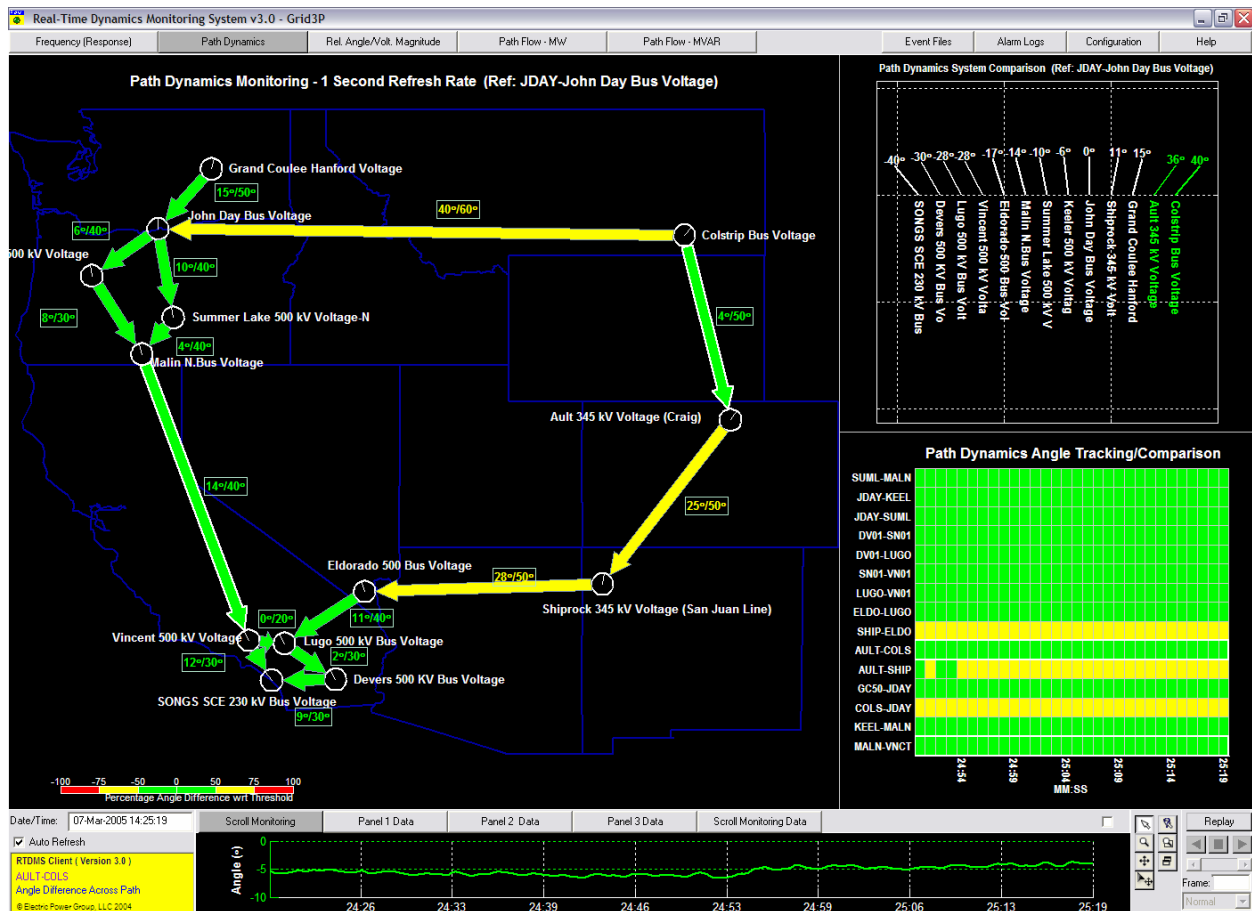 Real-Time Dynamics Monitoring System v3.0 - Grid3P
Frequency (Response)
Path Dynamics
Rel. Angle/Volt. Magnitude
Path Flow - MW
Path Flow - MVAR
Event Files
Alarm Logs
Configuration
Help
Path Dynamics Monitoring - 1 Second Refresh Rate (Ref: JDAY-John Day Bus Voltage)
Grand Coulee Hanford Voltage
15º/50º
John Day Bus Voltage
40º/60º
Colstrip Bus Voltage
6º/40º
500 kV Voltage
10º/40º
8º/30º
Summer Lake 500 kV Voltage-N
4º/50º
4º/40º
Malin N.Bus Voltage
Ault 345 kV Voltage (Craig)
14º/40º
25º/50º
Eldorado 500 Bus Voltage
28º/50º
Shiprock 345 kV Voltage (San Juan Line)
0º/20º
11º/40º
Vincent 500 kV Voltage
Lugo 500 kV Bus Voltage
12º/30º
2º/30º
Devers 500 KV Bus Voltage
SONGS SCE 230 kV Bus Voltage
9º/30º
-100 -75 -50 0 50 75 100
Percentage Angle Difference wrt Threshold
Path Dynamics System Comparison (Ref: JDAY-John Day Bus Voltage)
-40º -30º -28º -28º -17º -14º -10º -6º 0º 11º 15º 36º 40º
SONGS SCE 230 kV Bus
Devers 500 KV Bus Vo
Lugo 500 kV Bus Volt
Vincent 500 kV Volta
Eldorado 500 Bus Vol
Malin N.Bus Voltage
Summer Lake 500 kV V
Keeler 500 kV Voltag
John Day Bus Voltage
Shiprock 345 kV Volt
Grand Coulee Hanford
Ault 345 kV Voltage
Colstrip Bus Voltage
Path Dynamics Angle Tracking/Comparison
SUML-MALN
JDAY-KEEL
JDAY-SUML
DV01-SN01
DV01-LUGO
SN01-VN01
LUGO-VN01
ELDO-LUGO
SHIP-ELDO
AULT-COLS
AULT-SHIP
GC50-JDAY
COLS-JDAY
KEEL-MALN
MALN-VNCT
24:54 24:59 25:04 25:09 25:14 25:19
MM:SS
Date/Time: 07-Mar-2005 14:25:19
Auto Refresh
RTDMS Client ( Version 3.0 )
AULT-COLS
Angle Difference Across Path
© Electric Power Group, LLC 2004
Scroll Monitoring
Panel 1 Data
Panel 2 Data
Panel 3 Data
Scroll Monitoring Data
Angle (º)
0
-5
-10
24:26 24:33 24:39 24:46 24:53 24:59 25:06 25:13 25:19
Replay
Frame:
Normal